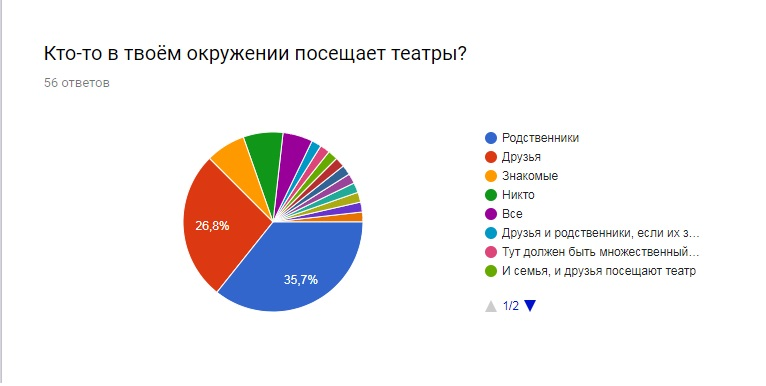 Кто-то в твоём окружении посещает театры?
56 ответов
Родственники
Друзья
Знакомые
Никто
Все
Друзья и родственники, если их з...
Тут должен быть множественный...
И семья, и друзья посещают театр
26,8%
35,7%
1/2